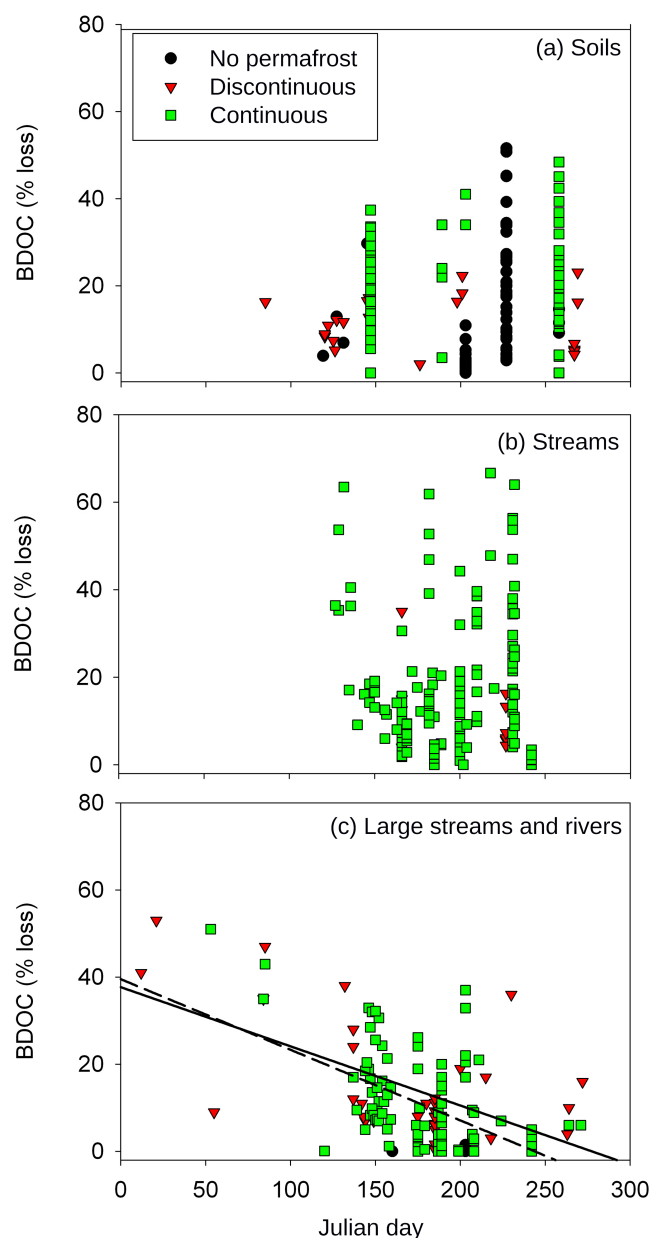 80
(a) Soils
No permafrost
Discontinuous
Continuous
60
40
20
0
BDOC (% loss)
80
(b) Streams
60
40
20
0
BDOC (% loss)
80
(c) Large streams and rivers
60
40
20
0
BDOC (% loss)
0 50 100 150 200 250 300
Julian day